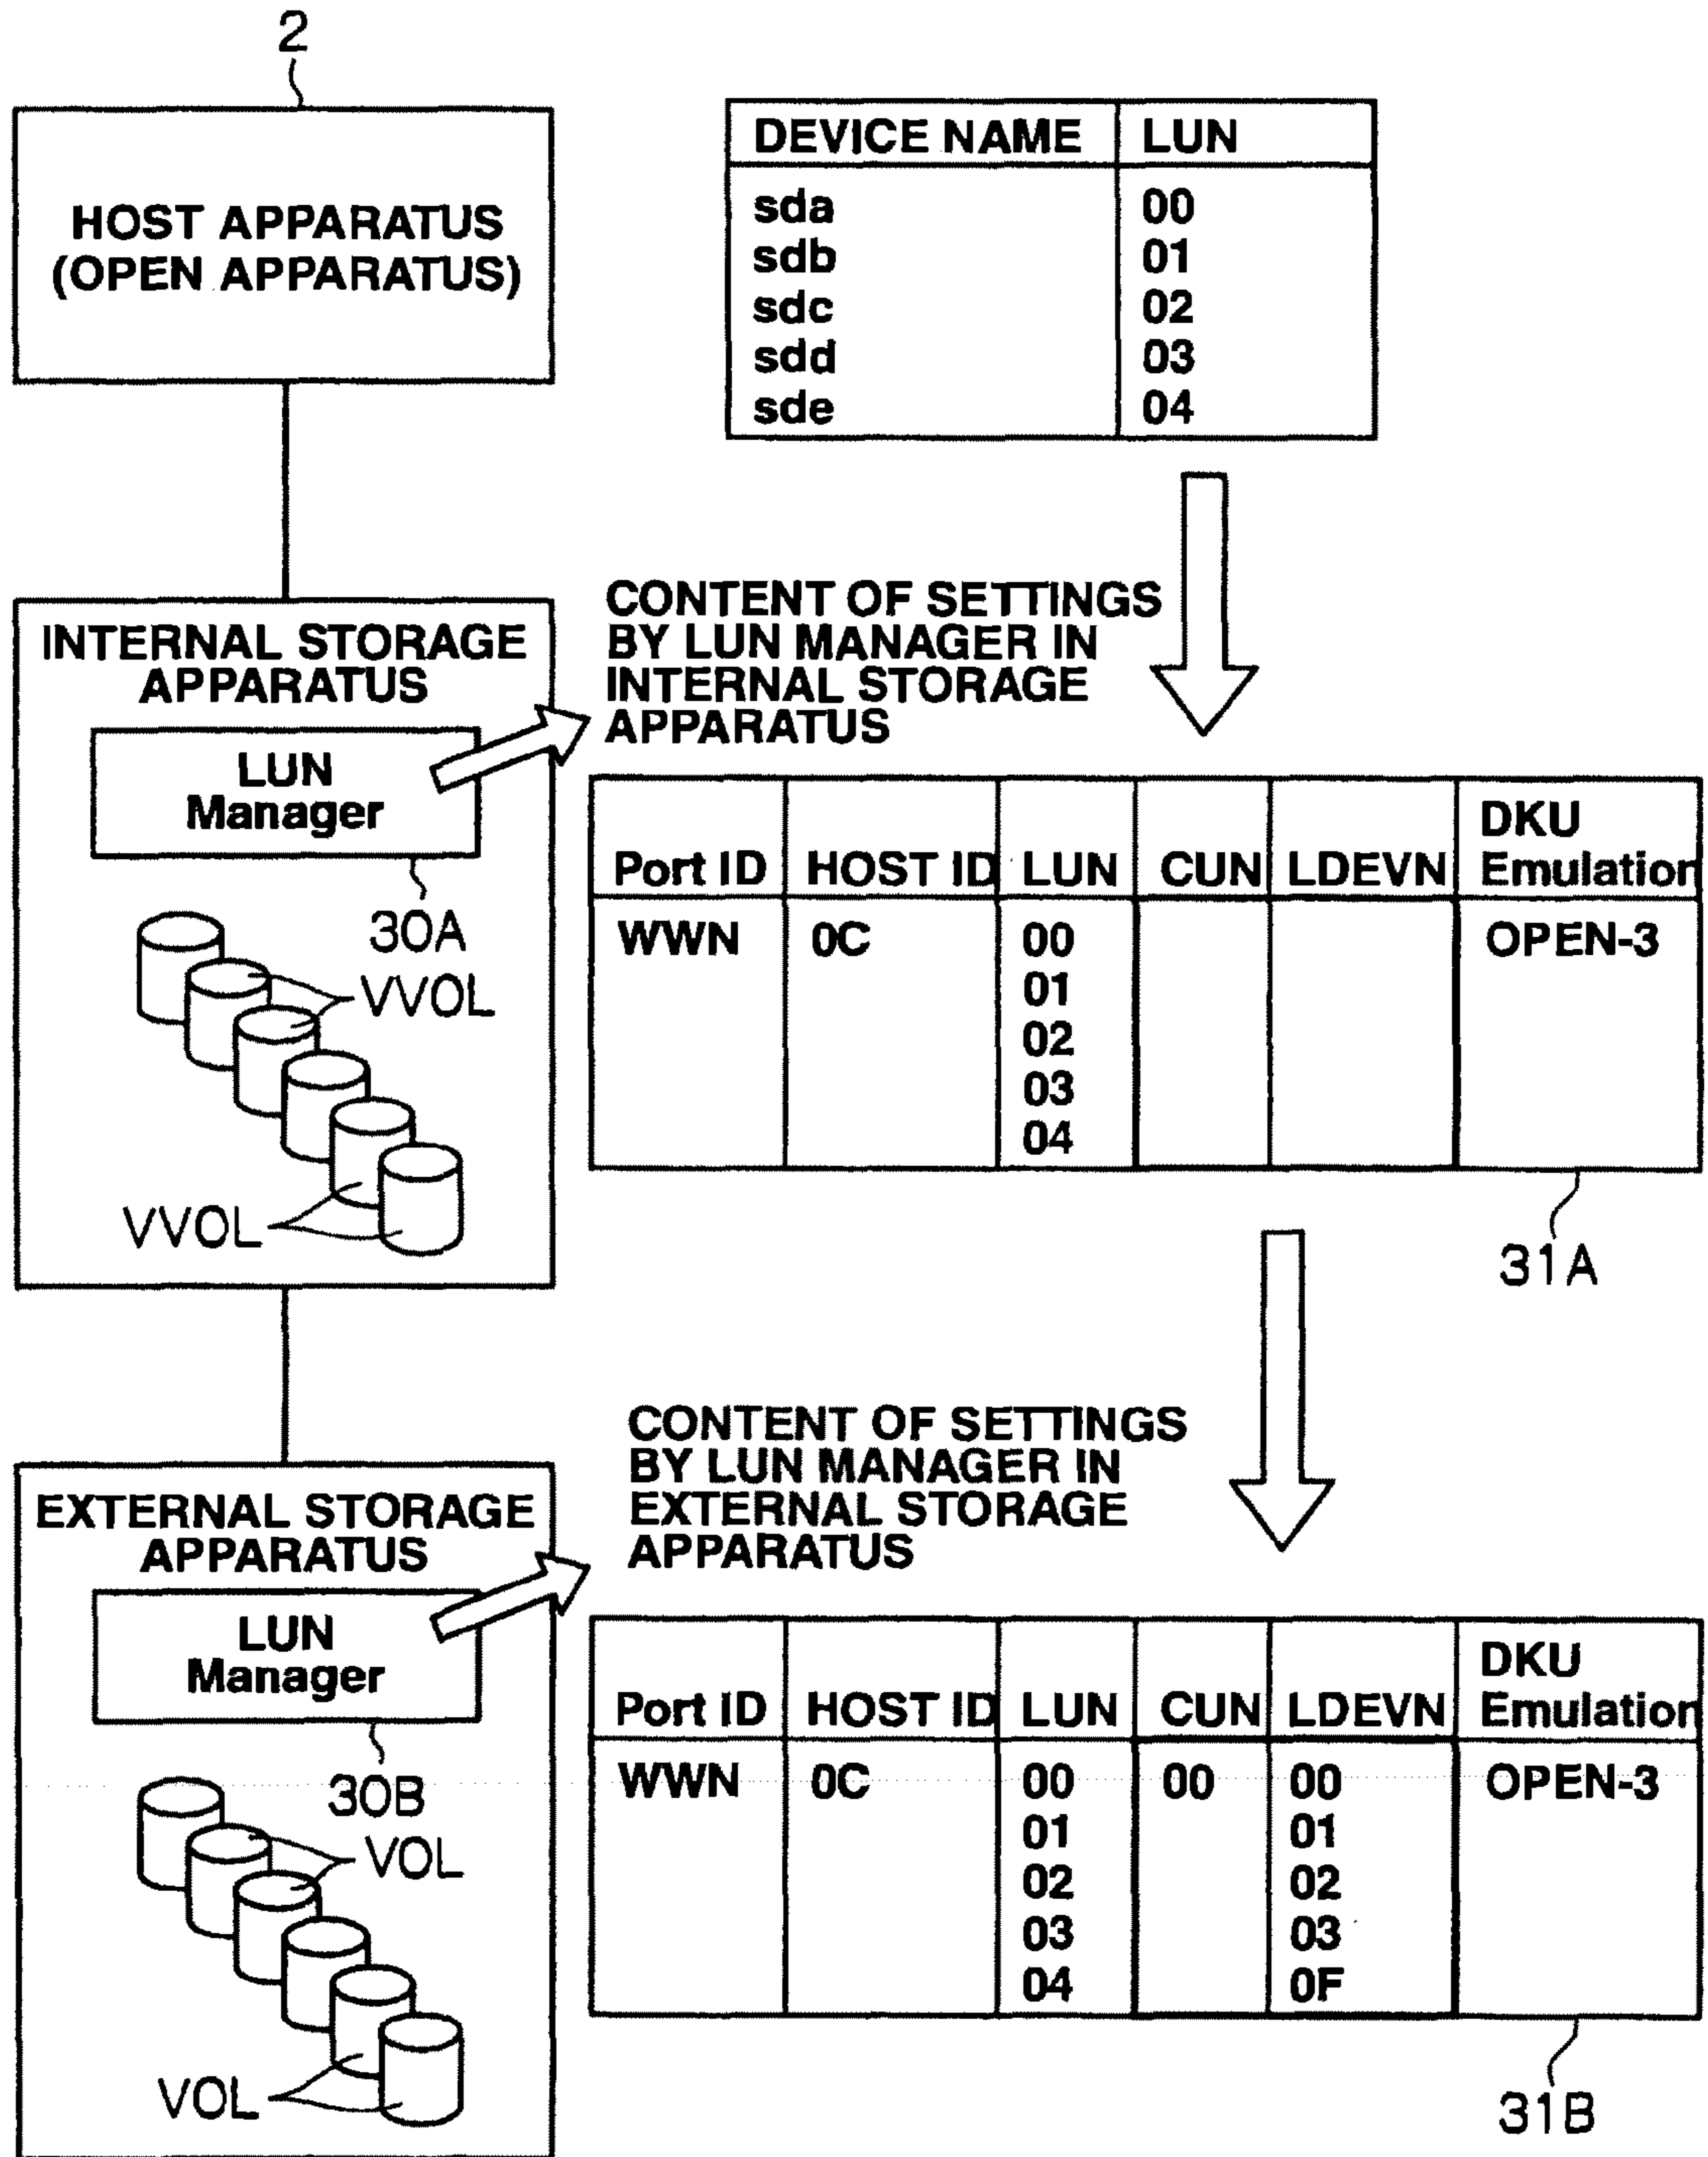 2
HOST APPARATUS
(OPEN APPARATUS)
DEVICE NAME LUN
sda 00
sdb 01
sdc 02
sdd 03
sde 04
INTERNAL STORAGE
APPARATUS
LUN
Manager
30A
VVOL
VVOL
CONTENT OF SETTINGS
BY LUN MANAGER IN
INTERNAL STORAGE
APPARATUS
DKU
Port ID HOST ID LUN CUN LDEVN Emulation
WWN 0C 00 OPEN-3
01
02
03
04
31A
EXTERNAL STORAGE
APPARATUS
LUN
Manager
30B
VOL
VOL
CONTENT OF SETTINGS
BY LUN MANAGER IN
EXTERNAL STORAGE
APPARATUS
DKU
Port ID HOST ID LUN CUN LDEVN Emulation
WWN 0C 00 00 00 OPEN-3
01 01
02 02
03 03
04 0F
31B